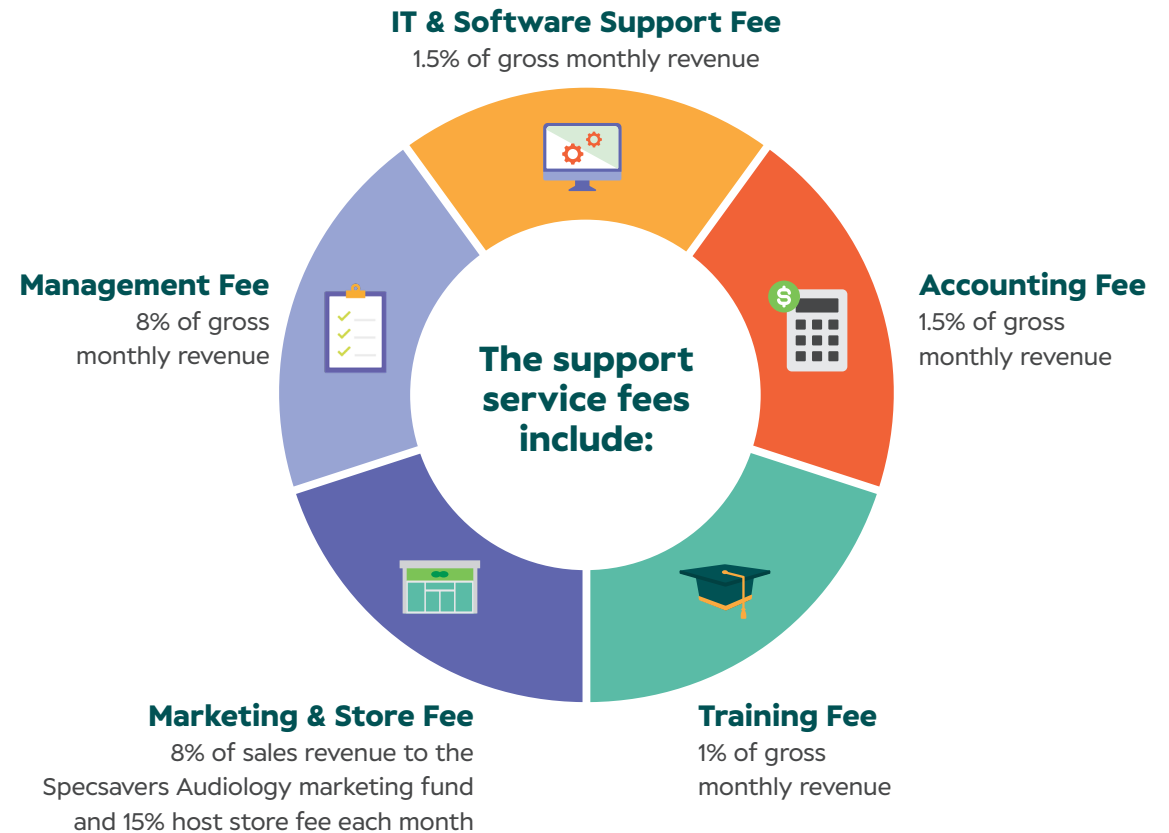 IT & Software Support Fee
1.5% of gross monthly revenue
Management Fee
8% of gross
monthly revenue
Accounting Fee
1.5% of gross
monthly revenue
The support
service fees
include:
Marketing & Store Fee
8% of sales revenue to the
Specsavers Audiology marketing fund
and 15% host store fee each month
Training Fee
1% of gross
monthly revenue
$